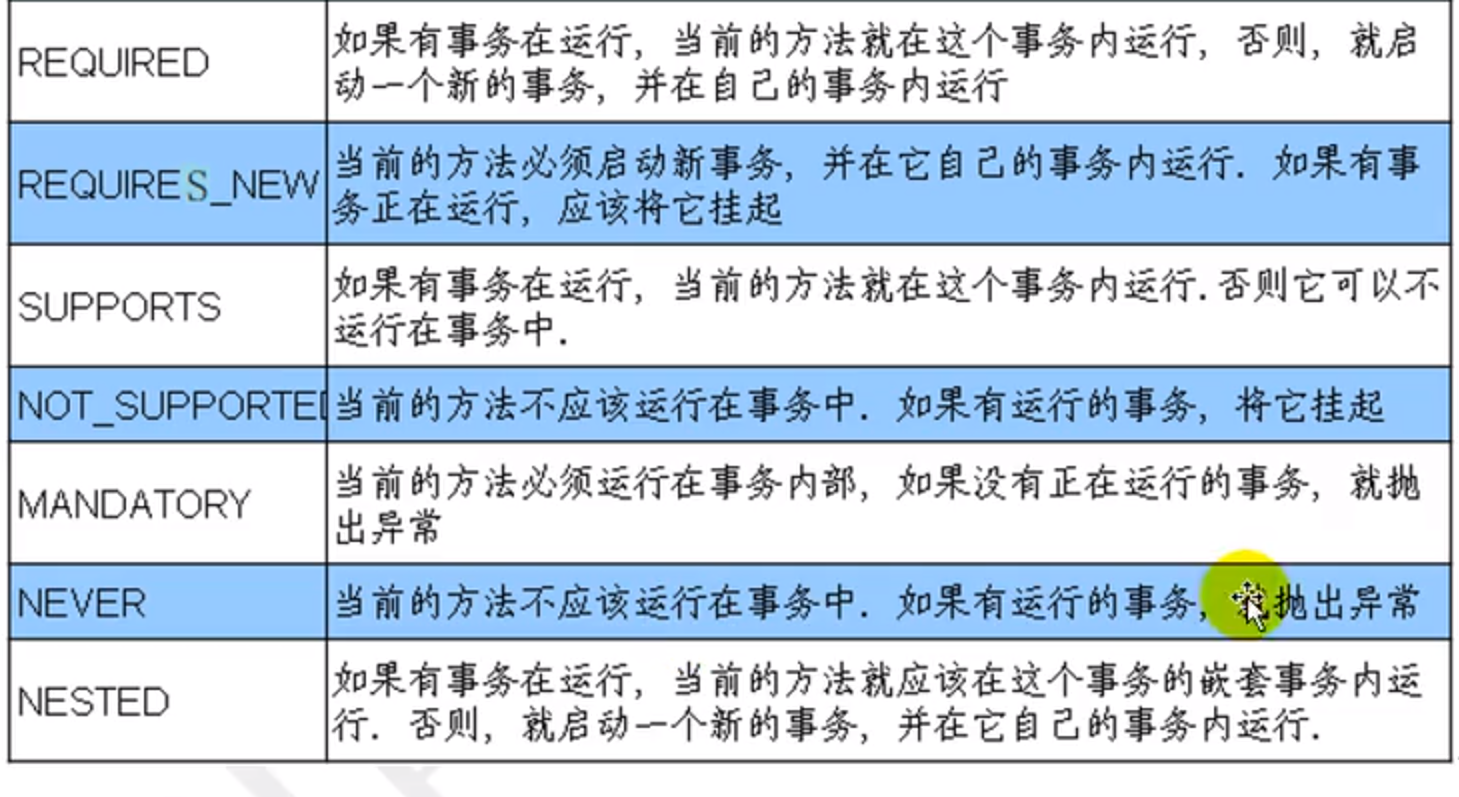 REQUIRED
如果有事务在运行，当前的方法就在这个事务内运行，否则，就启
动一个新的事务，并在自己的事务内运行
REQUIRES_NEW
当前的方法必须启动新事务，并在它自己的事务内运行. 如果有事
务正在运行，应该将它挂起
SUPPORTS
如果有事务在运行，当前的方法就在这个事务内运行.否则它可以不
运行在事务中.
NOT_SUPPORTED
当前的方法不应该运行在事务中. 如果有运行的事务，将它挂起
MANDATORY
当前的方法必须运行在事务内部，如果没有正在运行的事务，就抛
出异常
NEVER
当前的方法不应该运行在事务中. 如果有运行的事务，就抛出异常
NESTED
如果有事务在运行，当前的方法就应该在这个事务的嵌套事务内运
行. 否则，就启动一个新的事务，并在它自己的事务内运行.